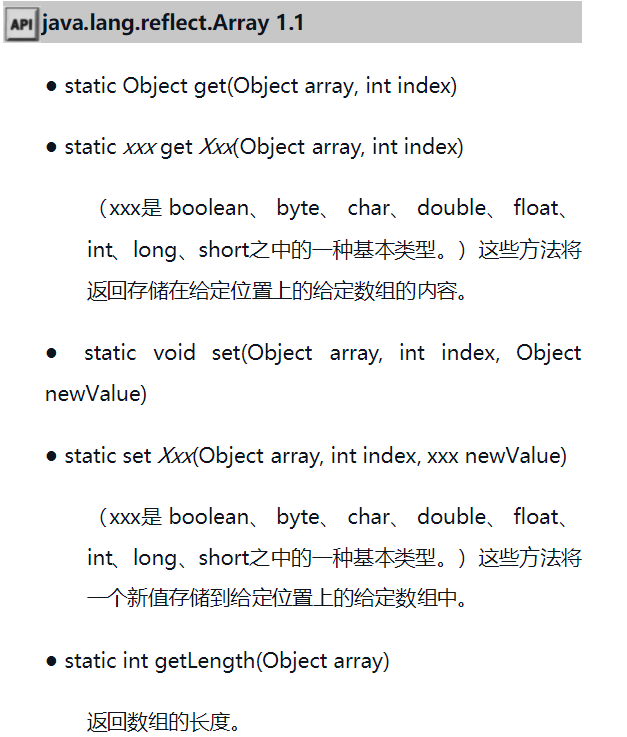 API java.lang.reflect.Array 1.1
● static Object get(Object array, int index)
● static xxx get Xxx(Object array, int index)
（xxx是 boolean、 byte、 char、 double、 float、
int、long、short之中的一种基本类型。）这些方法将
返回存储在给定位置上的给定数组的内容。
● static void set(Object array, int index, Object
newValue)
● static set Xxx(Object array, int index, xxx newValue)
（xxx是 boolean、 byte、 char、 double、 float、
int、long、short之中的一种基本类型。）这些方法将
一个新值存储到给定位置上的给定数组中。
● static int getLength(Object array)
返回数组的长度。